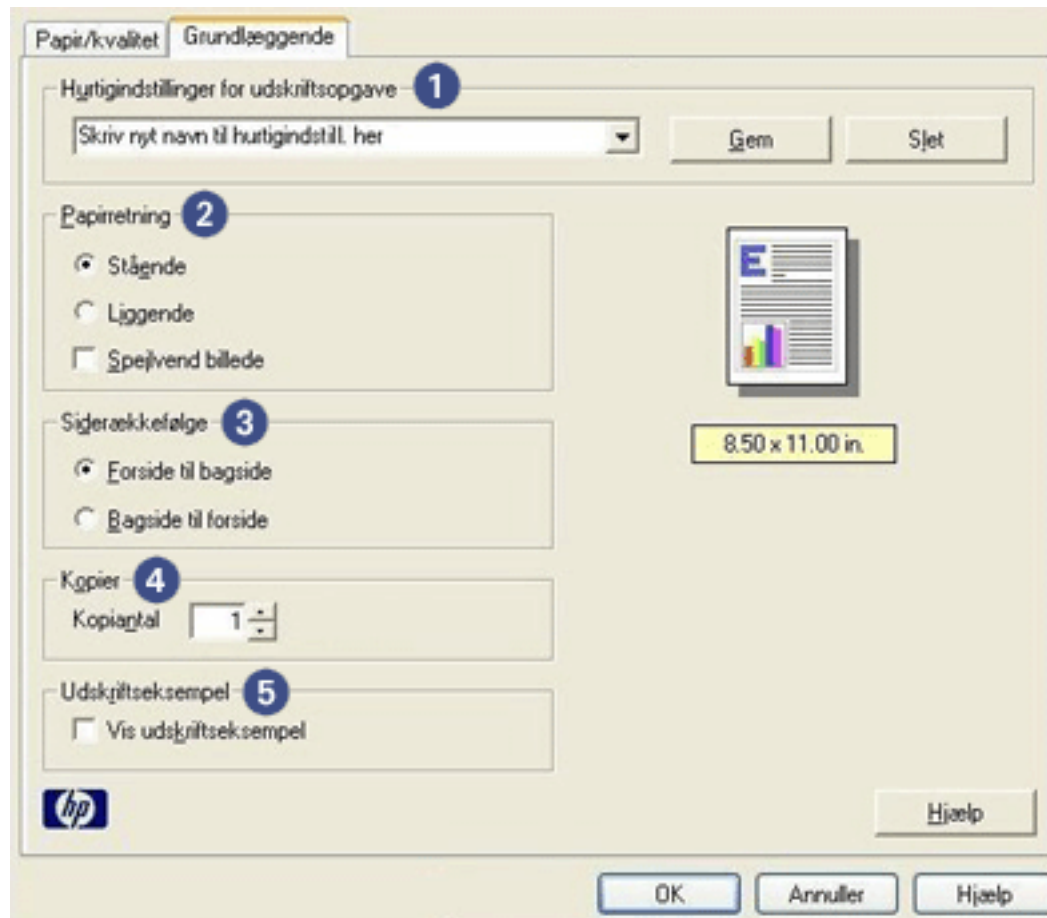 Papir/kvalitet Grundlæggende
Hurtigindstillinger for udskriftsopgave 1
Skriv nyt navn til hurtigindstill. her Gem Slet
Papirretning 2
Stående
Liggende
Spejlvend billede
E
8.50 x 11.00 in.
Siderækkefølge 3
Forside til bagside
Bagside til forside
Kopier 4
Kopiantal 1
Udskriftseksempel 5
Vis udskriftseksempel
hp
Hjælp
OK Annuller Hjælp